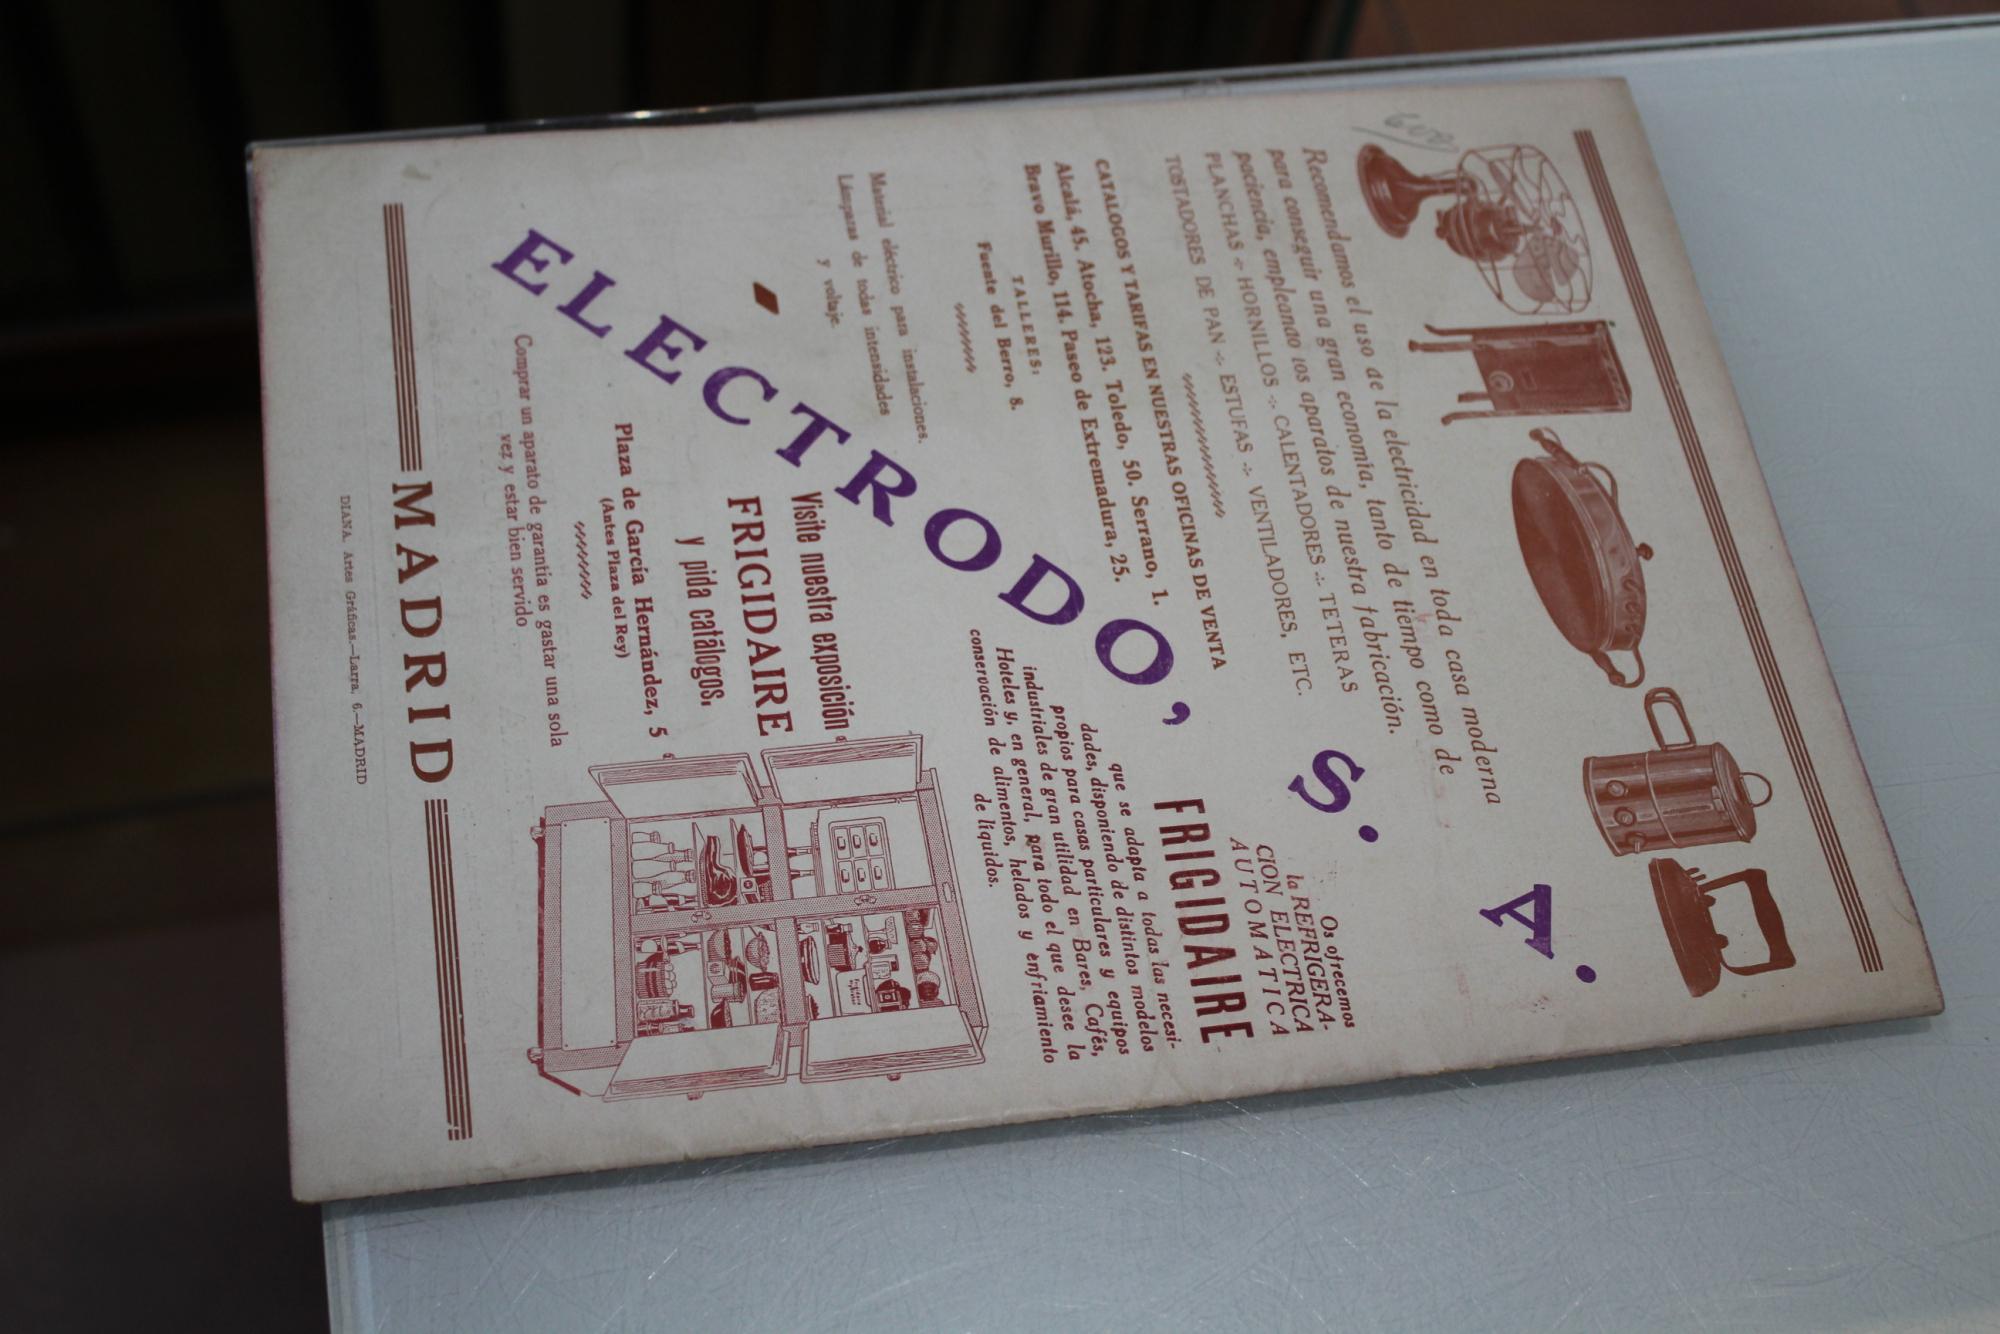 Recomendamos el uso de la electricidad en toda casa moderna
para conseguir una gran economía, tanto de tiempo como de
paciencia, empleando los aparatos de nuestra fabricación.
PLANCHAS -:- HORNILLOS -:- CALENTADORES -:- TETERAS
TOSTADORES DE PAN -:- ESTUFAS -:- VENTILADORES, ETC.
CATALOGOS Y TARIFAS EN NUESTRAS OFICINAS DE VENTA
Alcalá, 45. Atocha, 123. Toledo, 50. Serrano, 1.
Bravo Murillo, 114. Paseo de Extremadura, 25.
TALLERES:
Fuente del Berro, 8.
ELECTRODO, S. A.
Os ofrecemos
la REFRIGERA-
CION ELECTRICA
AUTOMATICA
FRIGIDAIRE
que se adapta a todas las necesi-
dades, disponiendo de distintos modelos
propios para casas particulares y equipos
industriales de gran utilidad en Bares, Cafés,
Hoteles y, en general, para todo el que desee la
conservación de alimentos, helados y enfriamiento
de líquidos.
Material eléctrico para instalaciones.
Lámparas de todas intensidades
y voltaje.
Visite nuestra exposición
FRIGIDAIRE
y pida catálogos,
Plaza de García Hernández, 5
(Antes Plaza del Rey)
Comprar un aparato de garantía es gastar una sola
vez y estar bien servido
MADRID
DIANA. Artes Gráficas.—Larra, 6.—MADRID